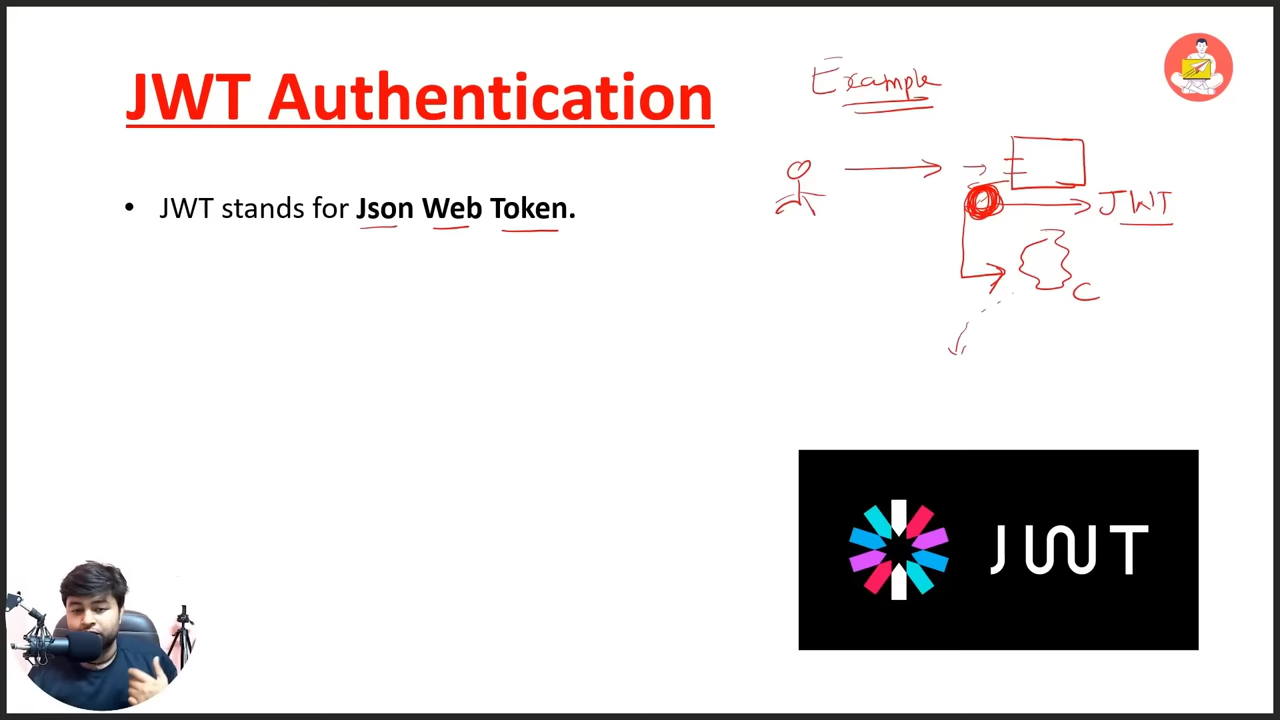 JWT Authentication
Example
• JWT stands for Json Web Token.
JWT
C
JWT